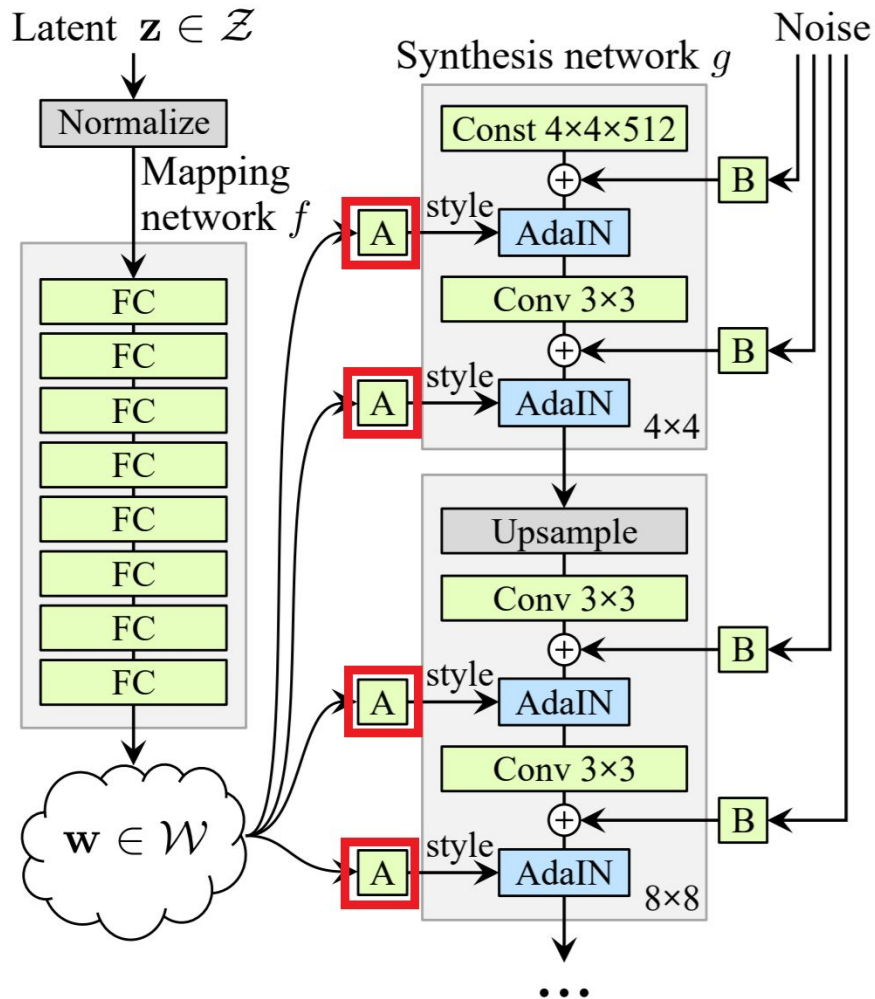 Latent z ∈ 𝒵
Normalize
Mapping
network f
FC
FC
FC
FC
FC
FC
FC
FC
w ∈ 𝒲
A
style
A
style
A
style
A
style
Synthesis network g
Const 4×4×512
+
AdaIN
Conv 3×3
+
AdaIN
4×4
Upsample
Conv 3×3
+
AdaIN
Conv 3×3
+
AdaIN
8×8
...
Noise
B
B
B
B